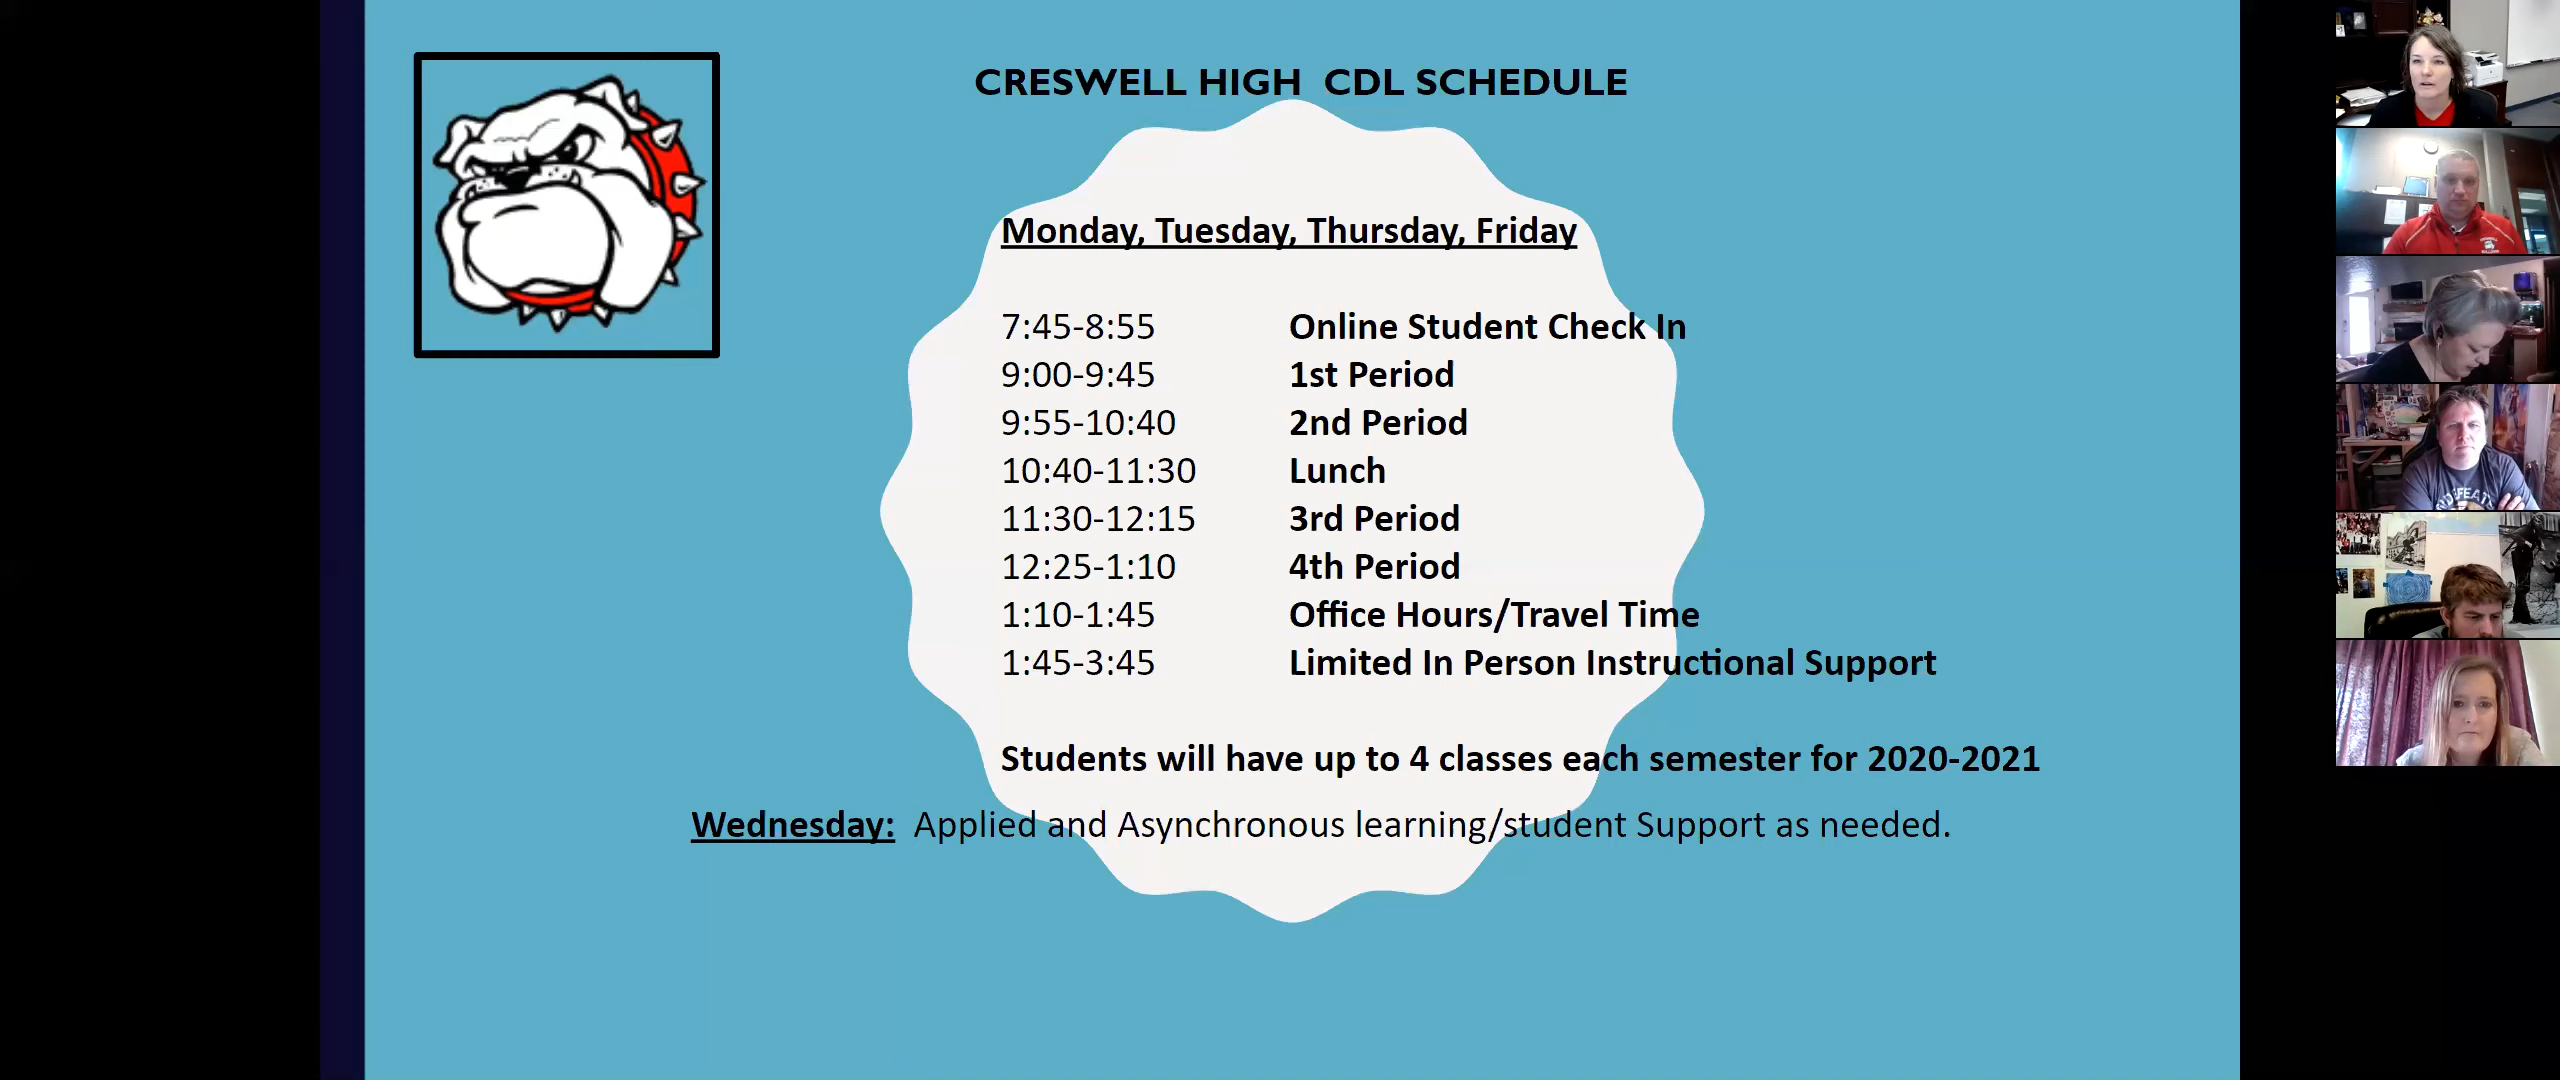 CRESWELL HIGH CDL SCHEDULE
Monday, Tuesday, Thursday, Friday
7:45-8:55 Online Student Check In
9:00-9:45 1st Period
9:55-10:40 2nd Period
10:40-11:30 Lunch
11:30-12:15 3rd Period
12:25-1:10 4th Period
1:10-1:45 Office Hours/Travel Time
1:45-3:45 Limited In Person Instructional Support
Students will have up to 4 classes each semester for 2020-2021
Wednesday: Applied and Asynchronous learning/student Support as needed.